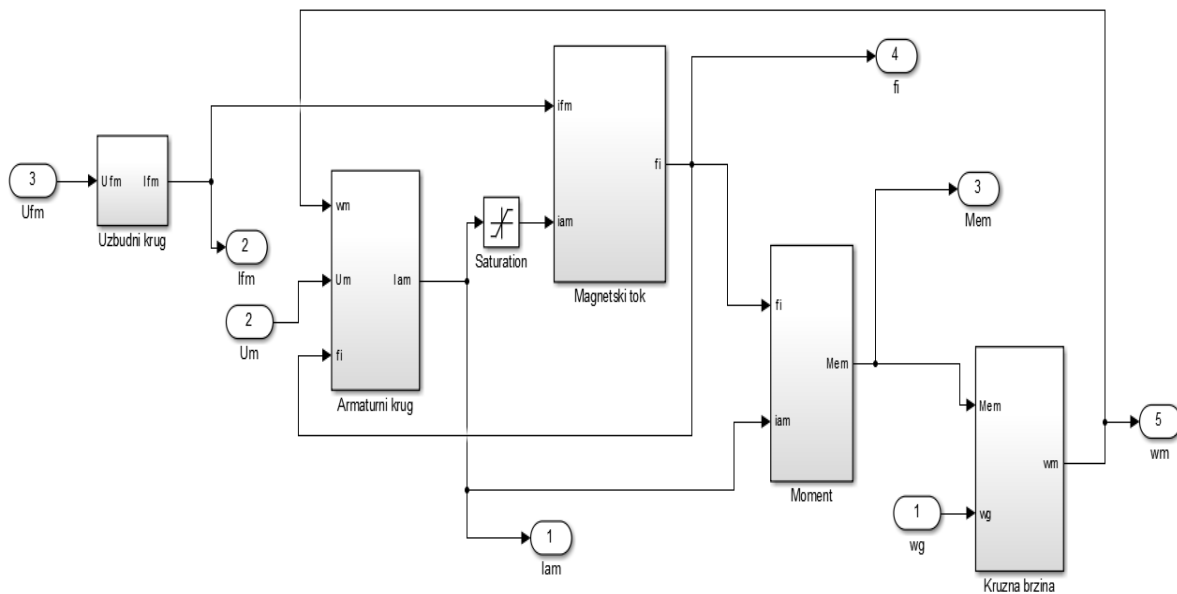 3
Ufm
Ufm
Ifm
Uzbudni krug
2
Ifm
2
Um
wm
Um
fi
Iam
Armaturni krug
Saturation
ifm
iam
fi
Magnetski tok
4
fi
3
Mem
fi
iam
Mem
Moment
1
Iam
1
wg
Mem
wg
wm
Kruzna brzina
5
wm